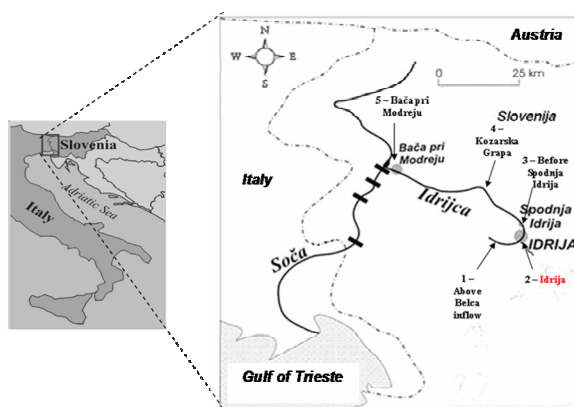 Slovenia
Adriatic Sea
Italy
N
W
E
S
Austria
0
25 km
5 – Bača pri
Modreju
Slovenija
4 –
Kozarska
Grapa
3 – Before
Spodnja
Idrija
Bača pri
Modreju
Italy
Idrijca
Spodnja
Idrija
IDRIJA
Soča
1 –
Above
Belca
inflow
2 – Idrija
Gulf of Trieste